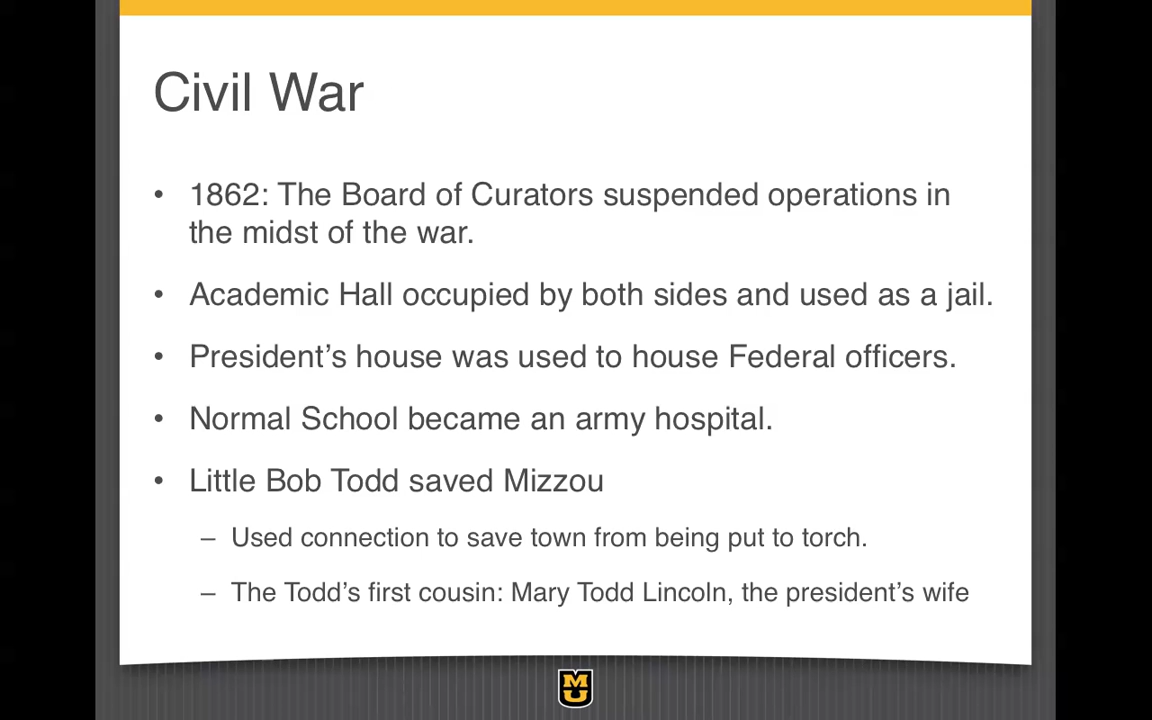 Civil War
• 1862: The Board of Curators suspended operations in
the midst of the war.
• Academic Hall occupied by both sides and used as a jail.
• President’s house was used to house Federal officers.
• Normal School became an army hospital.
• Little Bob Todd saved Mizzou
– Used connection to save town from being put to torch.
– The Todd’s first cousin: Mary Todd Lincoln, the president’s wife
MU